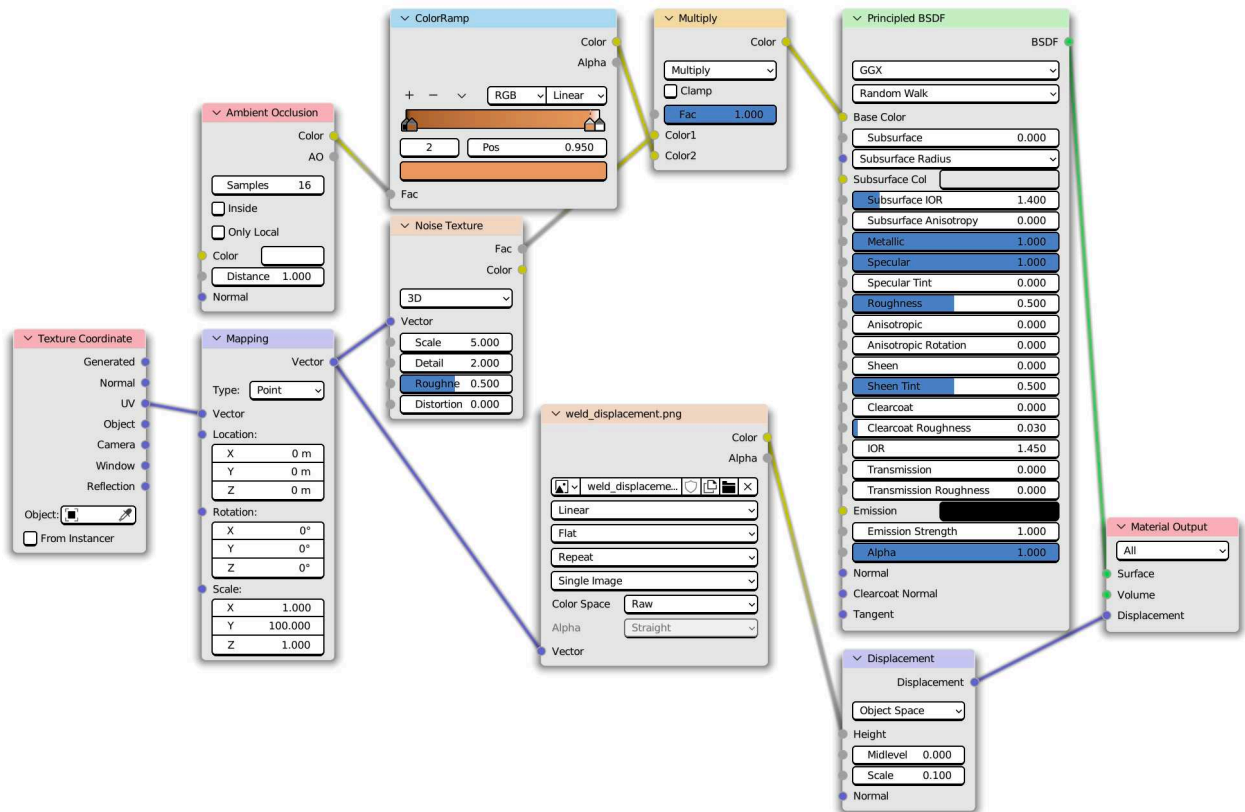 ColorRamp
Color
Alpha
RGB
Linear
2
Pos 0.950
Fac
Multiply
Color
Multiply
Clamp
Fac 1.000
Color1
Color2
Principled BSDF
BSDF
GGX
Random Walk
Base Color
Subsurface 0.000
Subsurface Radius
Subsurface Col
Subsurface IOR 1.400
Subsurface Anisotropy 0.000
Metallic 1.000
Specular 1.000
Specular Tint 0.000
Roughness 0.500
Anisotropic 0.000
Anisotropic Rotation 0.000
Sheen 0.000
Sheen Tint 0.500
Clearcoat 0.000
Clearcoat Roughness 0.030
IOR 1.450
Transmission 0.000
Transmission Roughness 0.000
Emission
Emission Strength 1.000
Alpha 1.000
Normal
Clearcoat Normal
Tangent
Ambient Occlusion
Color
AO
Samples 16
Inside
Only Local
Color
Distance 1.000
Normal
Noise Texture
Fac
Color
3D
Vector
Scale 5.000
Detail 2.000
Roughne 0.500
Distortion 0.000
Texture Coordinate
Generated
Normal
UV
Object
Camera
Window
Reflection
Object:
From Instancer
Mapping
Vector
Type: Point
Vector
Location:
X 0 m
Y 0 m
Z 0 m
Rotation:
X 0°
Y 0°
Z 0°
Scale:
X 1.000
Y 100.000
Z 1.000
weld_displacement.png
Color
Alpha
weld_displaceme...
Linear
Flat
Repeat
Single Image
Color Space Raw
Alpha Straight
Vector
Material Output
All
Surface
Volume
Displacement
Displacement
Displacement
Object Space
Height
Midlevel 0.000
Scale 0.100
Normal